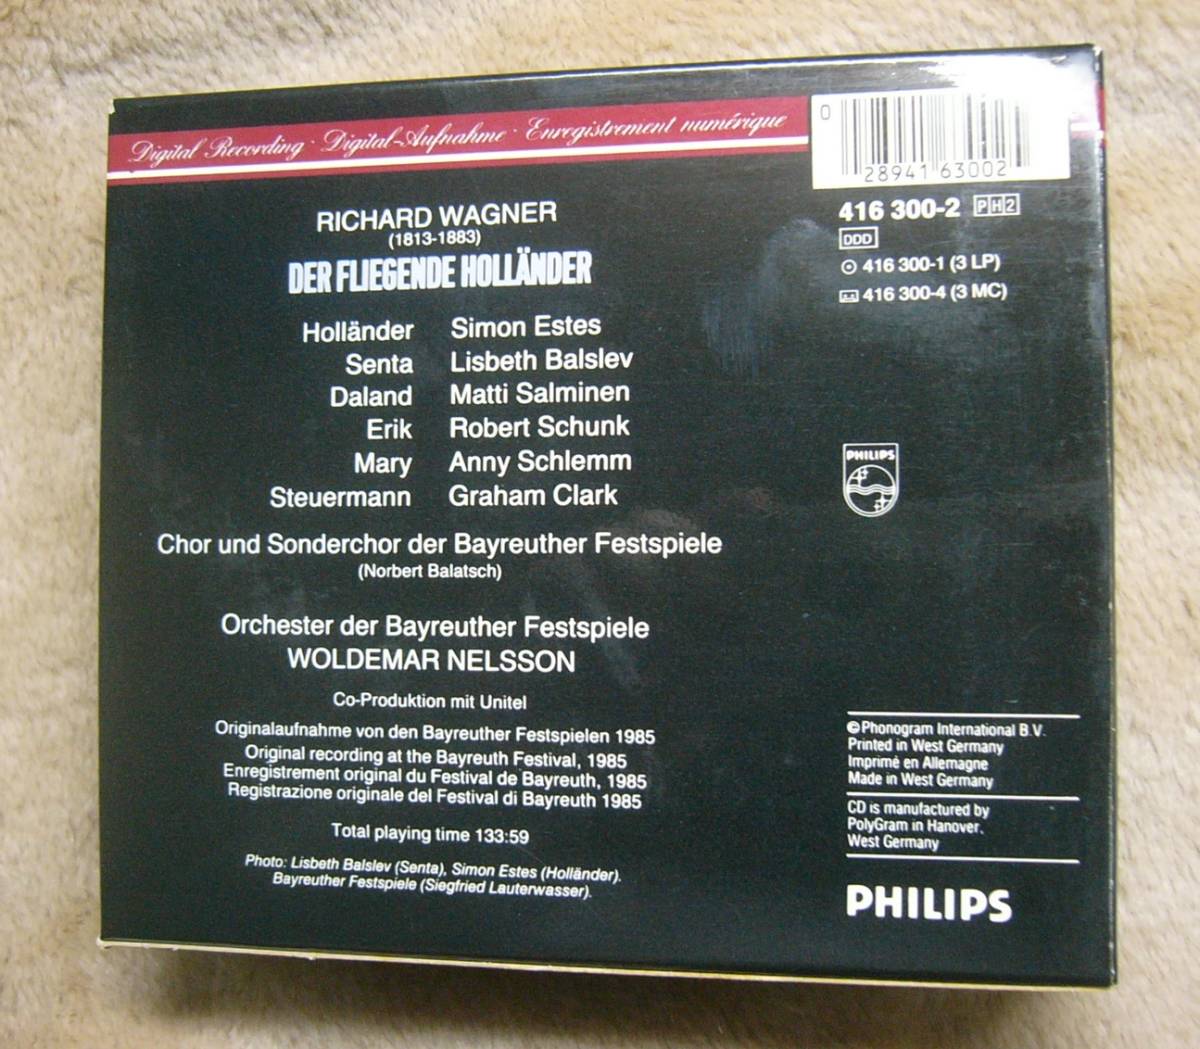 Digital Recording · Digital-Aufnahme · Enregistrement numérique
0
28941 63002
416 300-2 PH2
DDD
416 300-1 (3 LP)
416 300-4 (3 MC)
RICHARD WAGNER
(1813-1883)
DER FLIEGENDE HOLLÄNDER
Holländer Simon Estes
Senta Lisbeth Balslev
Daland Matti Salminen
Erik Robert Schunk
Mary Anny Schlemm
Steuermann Graham Clark
Chor und Sonderchor der Bayreuther Festspiele
(Norbert Balatsch)
Orchester der Bayreuther Festspiele
WOLDEMAR NELSSON
Co-Produktion mit Unitel
Originalaufnahme von den Bayreuther Festspielen 1985
Original recording at the Bayreuth Festival, 1985
Enregistrement original du Festival de Bayreuth, 1985
Registrazione originale del Festival di Bayreuth 1985
Total playing time 133:59
Photo: Lisbeth Balslev (Senta), Simon Estes (Holländer).
Bayreuther Festspiele (Siegfried Lauterwasser).
PHILIPS
© Phonogram International B.V.
Printed in West Germany
Imprimé en Allemagne
Made in West Germany
CD is manufactured by
PolyGram in Hanover,
West Germany
PHILIPS